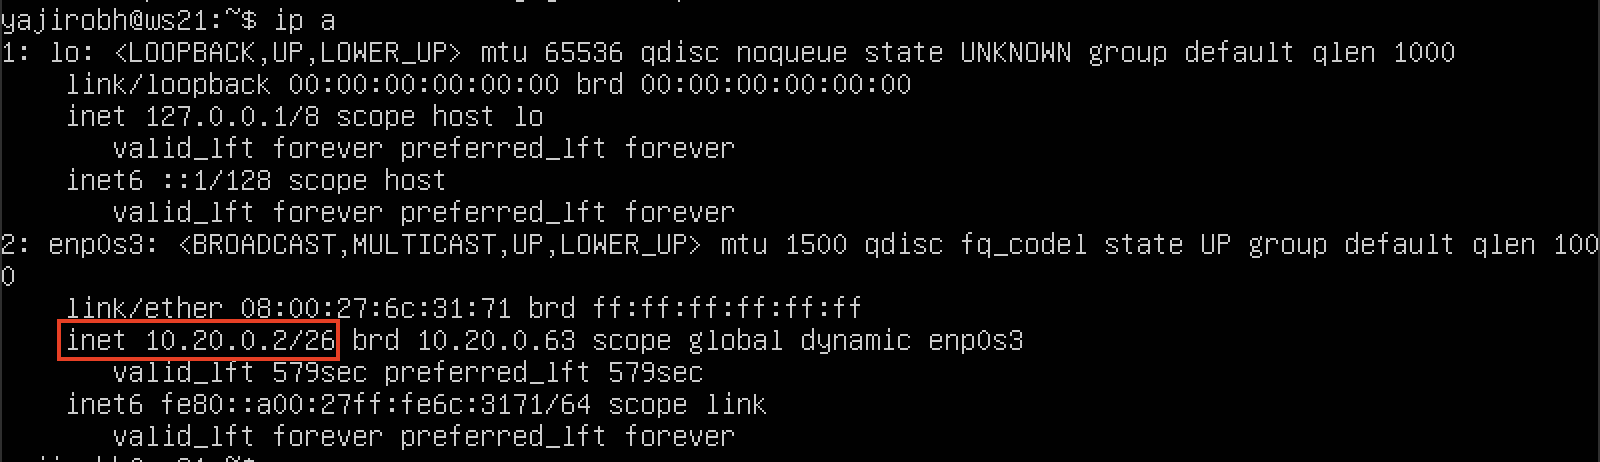 yajirobh@ws21:~$ ip a
1: lo: <LOOPBACK,UP,LOWER_UP> mtu 65536 qdisc noqueue state UNKNOWN group default qlen 1000
link/loopback 00:00:00:00:00:00 brd 00:00:00:00:00:00
inet 127.0.0.1/8 scope host lo
valid_lft forever preferred_lft forever
inet6 ::1/128 scope host
valid_lft forever preferred_lft forever
2: enp0s3: <BROADCAST,MULTICAST,UP,LOWER_UP> mtu 1500 qdisc fq_codel state UP group default qlen 100
0
link/ether 08:00:27:6c:31:71 brd ff:ff:ff:ff:ff:ff
inet 10.20.0.2/26 brd 10.20.0.63 scope global dynamic enp0s3
valid_lft 579sec preferred_lft 579sec
inet6 fe80::a00:27ff:fe6c:3171/64 scope link
valid_lft forever preferred_lft forever
yajirobh@ws21:~$